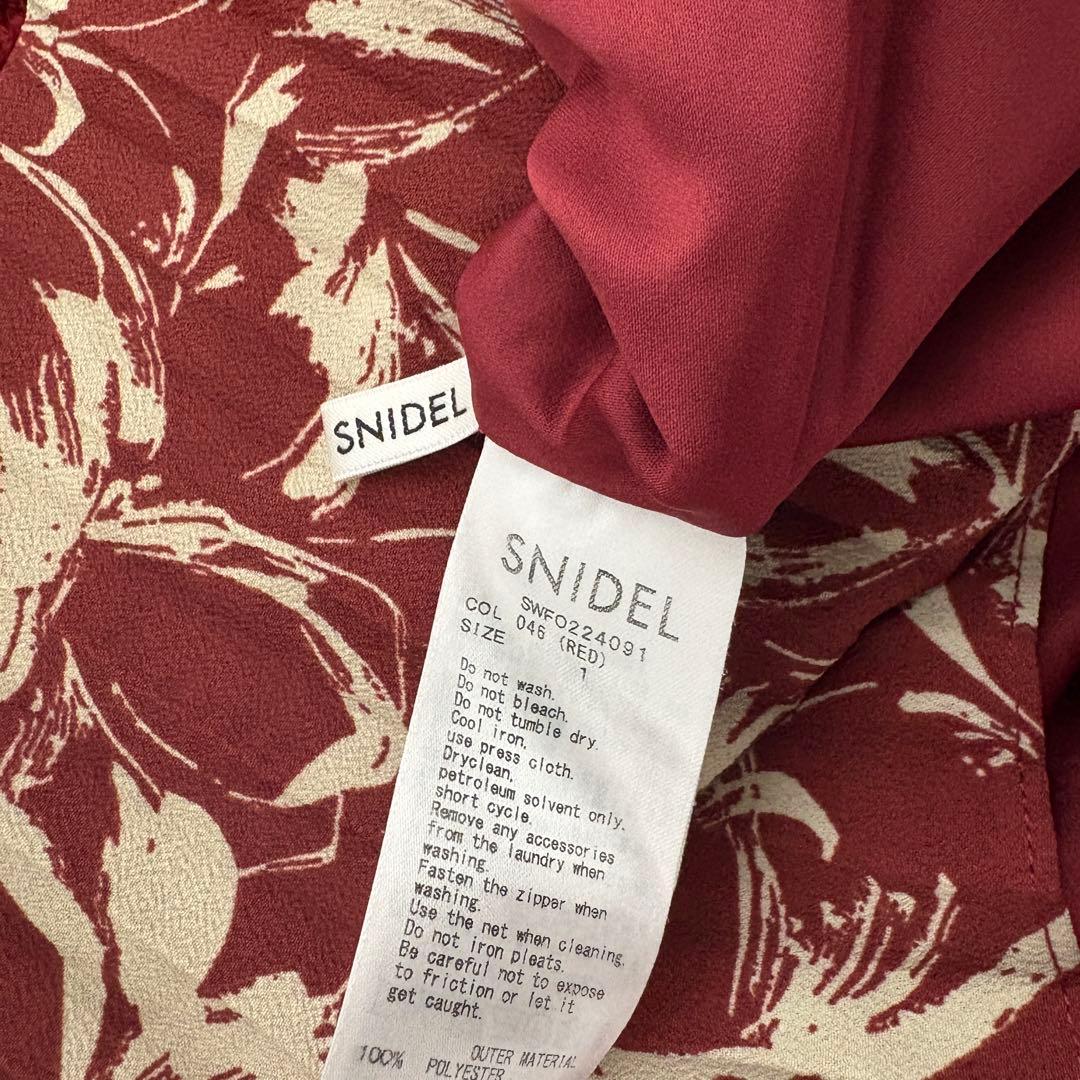 SNIDEL
SNIDEL
SWFO224091
COL 046 (RED)
SIZE 1
Do not wash.
Do not bleach.
Do not tumble dry.
Cool iron,
use press cloth.
Dryclean,
petroleum solvent only.
short cycle.
Remove any accessories
from the laundry when
washing.
Fasten the zipper when
washing.
Use the net when cleaning.
Do not iron pleats.
Be careful not to expose
to friction or let it
get caught.
OUTER MATERIAL
100% POLYESTER